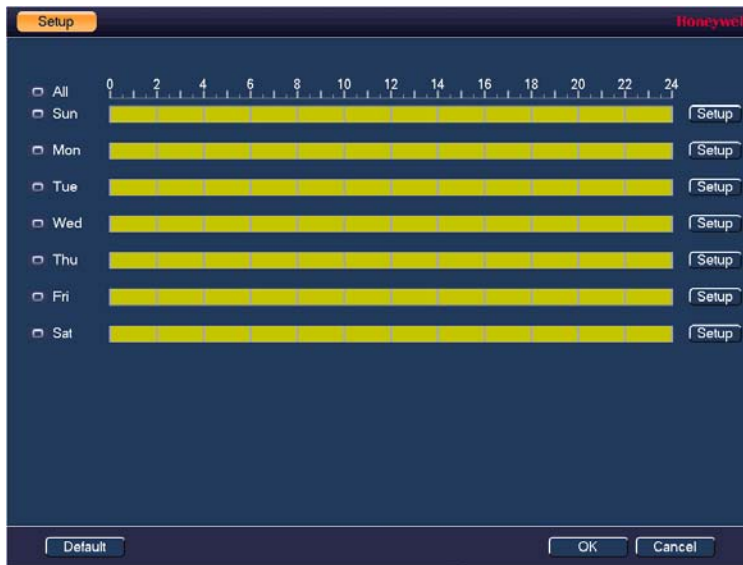 Setup
Honeywell
All 0 2 4 6 8 10 12 14 16 18 20 22 24
Sun Setup
Mon Setup
Tue Setup
Wed Setup
Thu Setup
Fri Setup
Sat Setup
Default OK Cancel